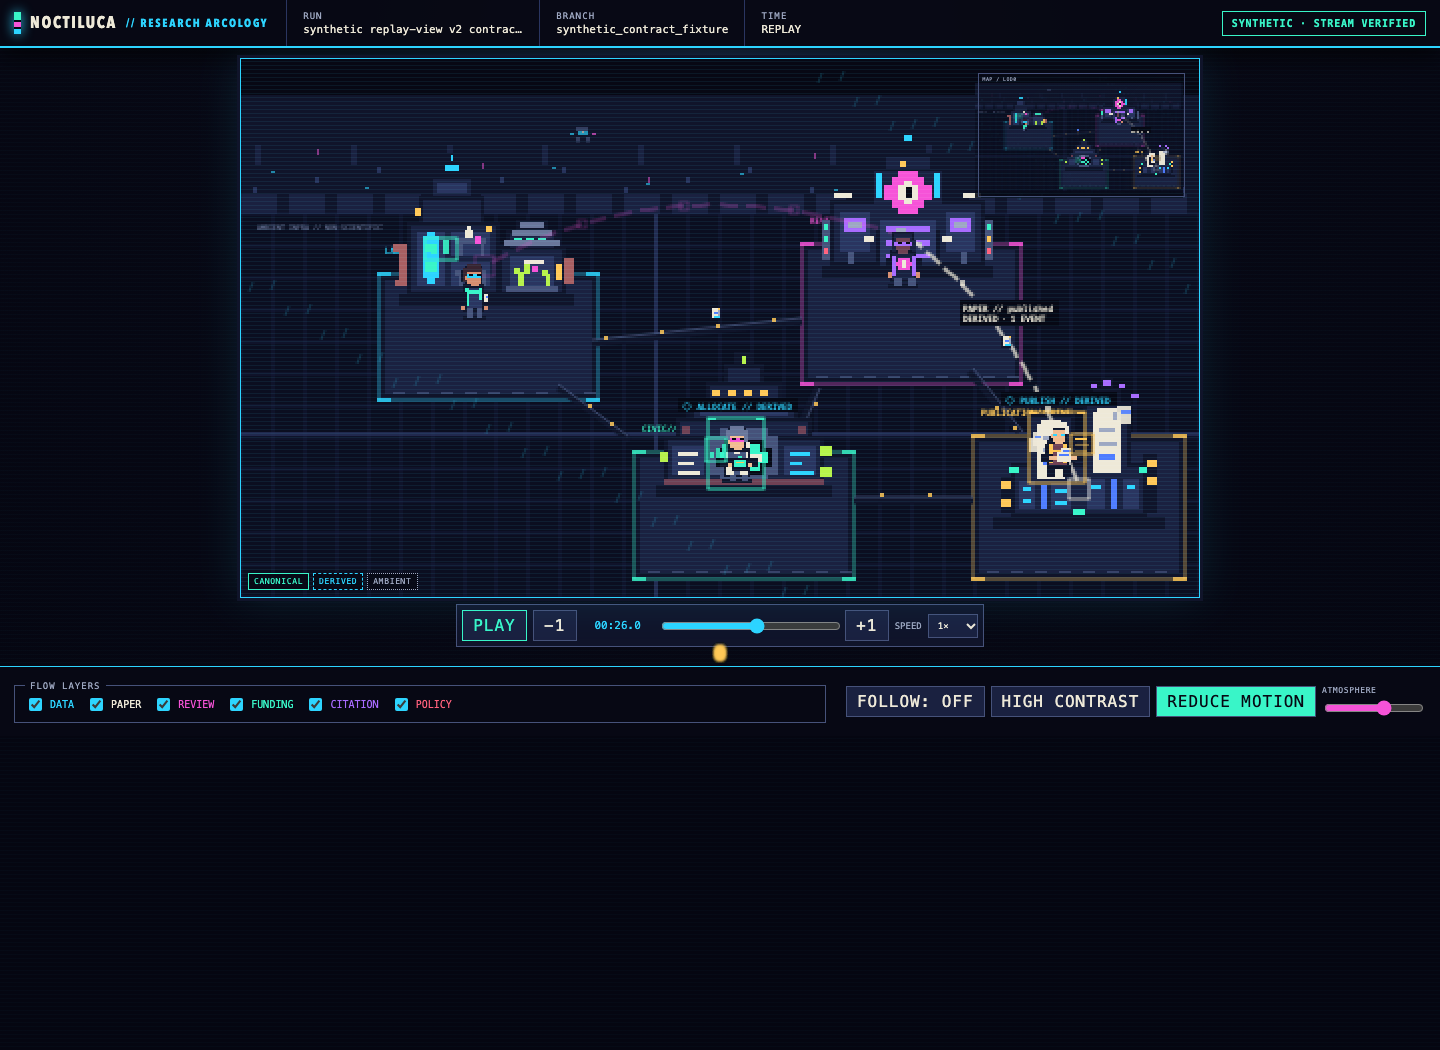 NOCTILUCA // RESEARCH ARCOLOGY
RUN
synthetic replay-view v2 contrac…
BRANCH
synthetic_contract_fixture
TIME
REPLAY
SYNTHETIC · STREAM VERIFIED
MAP / LOD0
PAPER // published
DERIVED · 1 EVENT
ALLOCATE // DERIVED
PUBLISH // DERIVED
CIVIC//
CANONICAL
DERIVED
AMBIENT
PLAY
−1
00:26.0
+1
SPEED
1×
FLOW LAYERS
DATA
PAPER
REVIEW
FUNDING
CITATION
POLICY
FOLLOW: OFF
HIGH CONTRAST
REDUCE MOTION
ATMOSPHERE